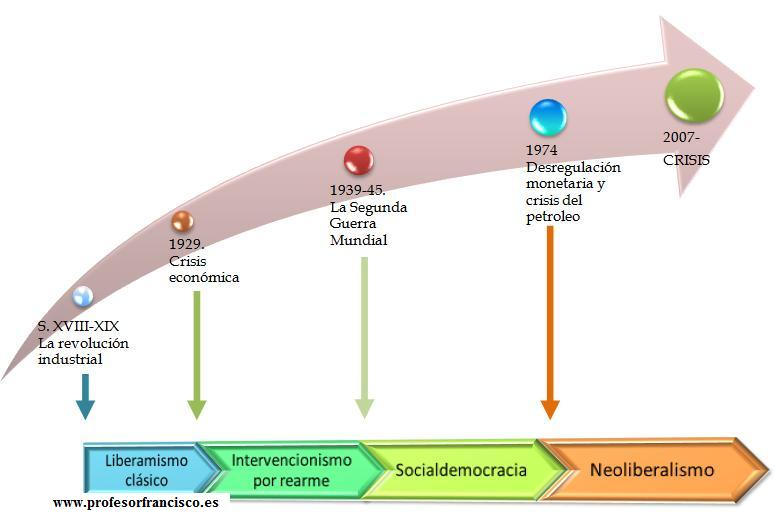 2007-
CRISIS
1974
Desregulación
monetaria y
crisis del
petroleo
1939-45.
La Segunda
Guerra
Mundial
1929.
Crisis
económica
S. XVIII-XIX
La revolución
industrial
Liberamismo
clásico
Intervencionismo
por rearme
Socialdemocracia
Neoliberalismo
www.profesorfrancisco.es